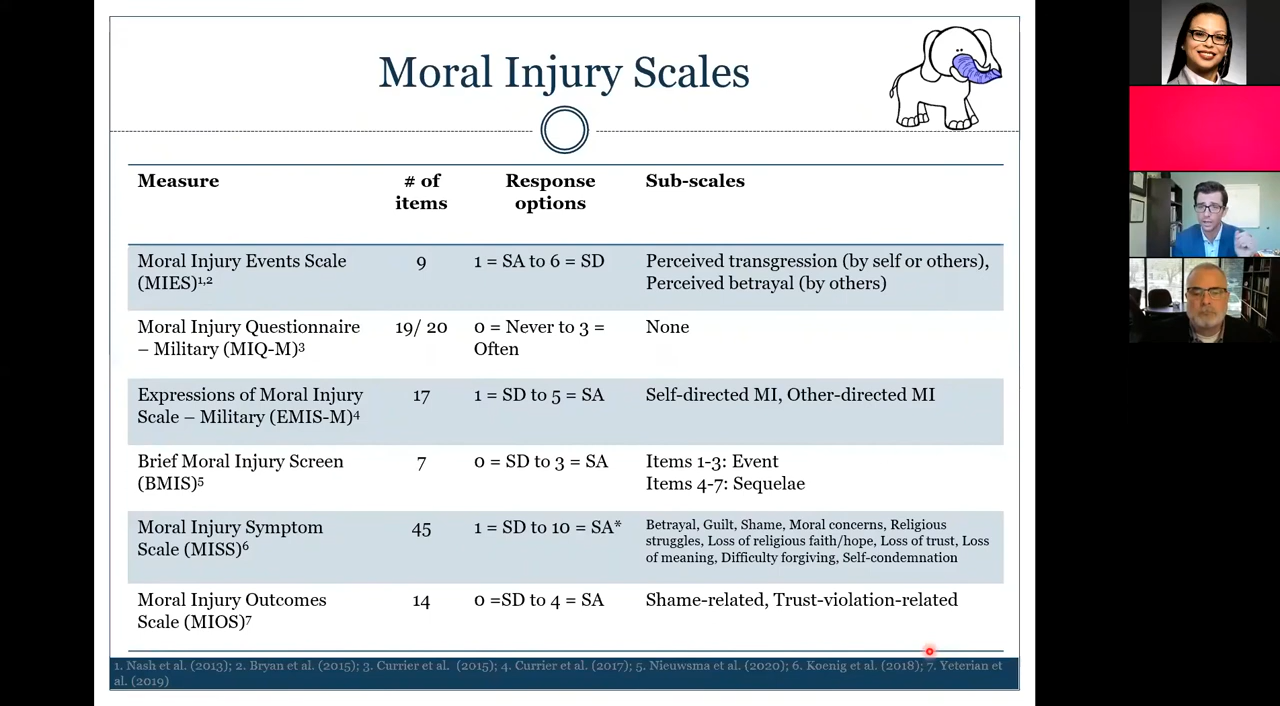 Moral Injury Scales
Measure
# of
items
Response
options
Sub-scales
Moral Injury Events Scale
(MIES)1,2
9
1 = SA to 6 = SD
Perceived transgression (by self or others),
Perceived betrayal (by others)
Moral Injury Questionnaire
– Military (MIQ-M)3
19/ 20
0 = Never to 3 =
Often
None
Expressions of Moral Injury
Scale – Military (EMIS-M)4
17
1 = SD to 5 = SA
Self-directed MI, Other-directed MI
Brief Moral Injury Screen
(BMIS)5
7
0 = SD to 3 = SA
Items 1-3: Event
Items 4-7: Sequelae
Moral Injury Symptom
Scale (MISS)6
45
1 = SD to 10 = SA*
Betrayal, Guilt, Shame, Moral concerns, Religious
struggles, Loss of religious faith/hope, Loss of trust, Loss
of meaning, Difficulty forgiving, Self-condemnation
Moral Injury Outcomes
Scale (MIOS)7
14
0 =SD to 4 = SA
Shame-related, Trust-violation-related
1. Nash et al. (2013); 2. Bryan et al. (2015); 3. Currier et al. (2015); 4. Currier et al. (2017); 5. Nieuwsma et al. (2020); 6. Koenig et al. (2018); 7. Yeterian et
al. (2019)